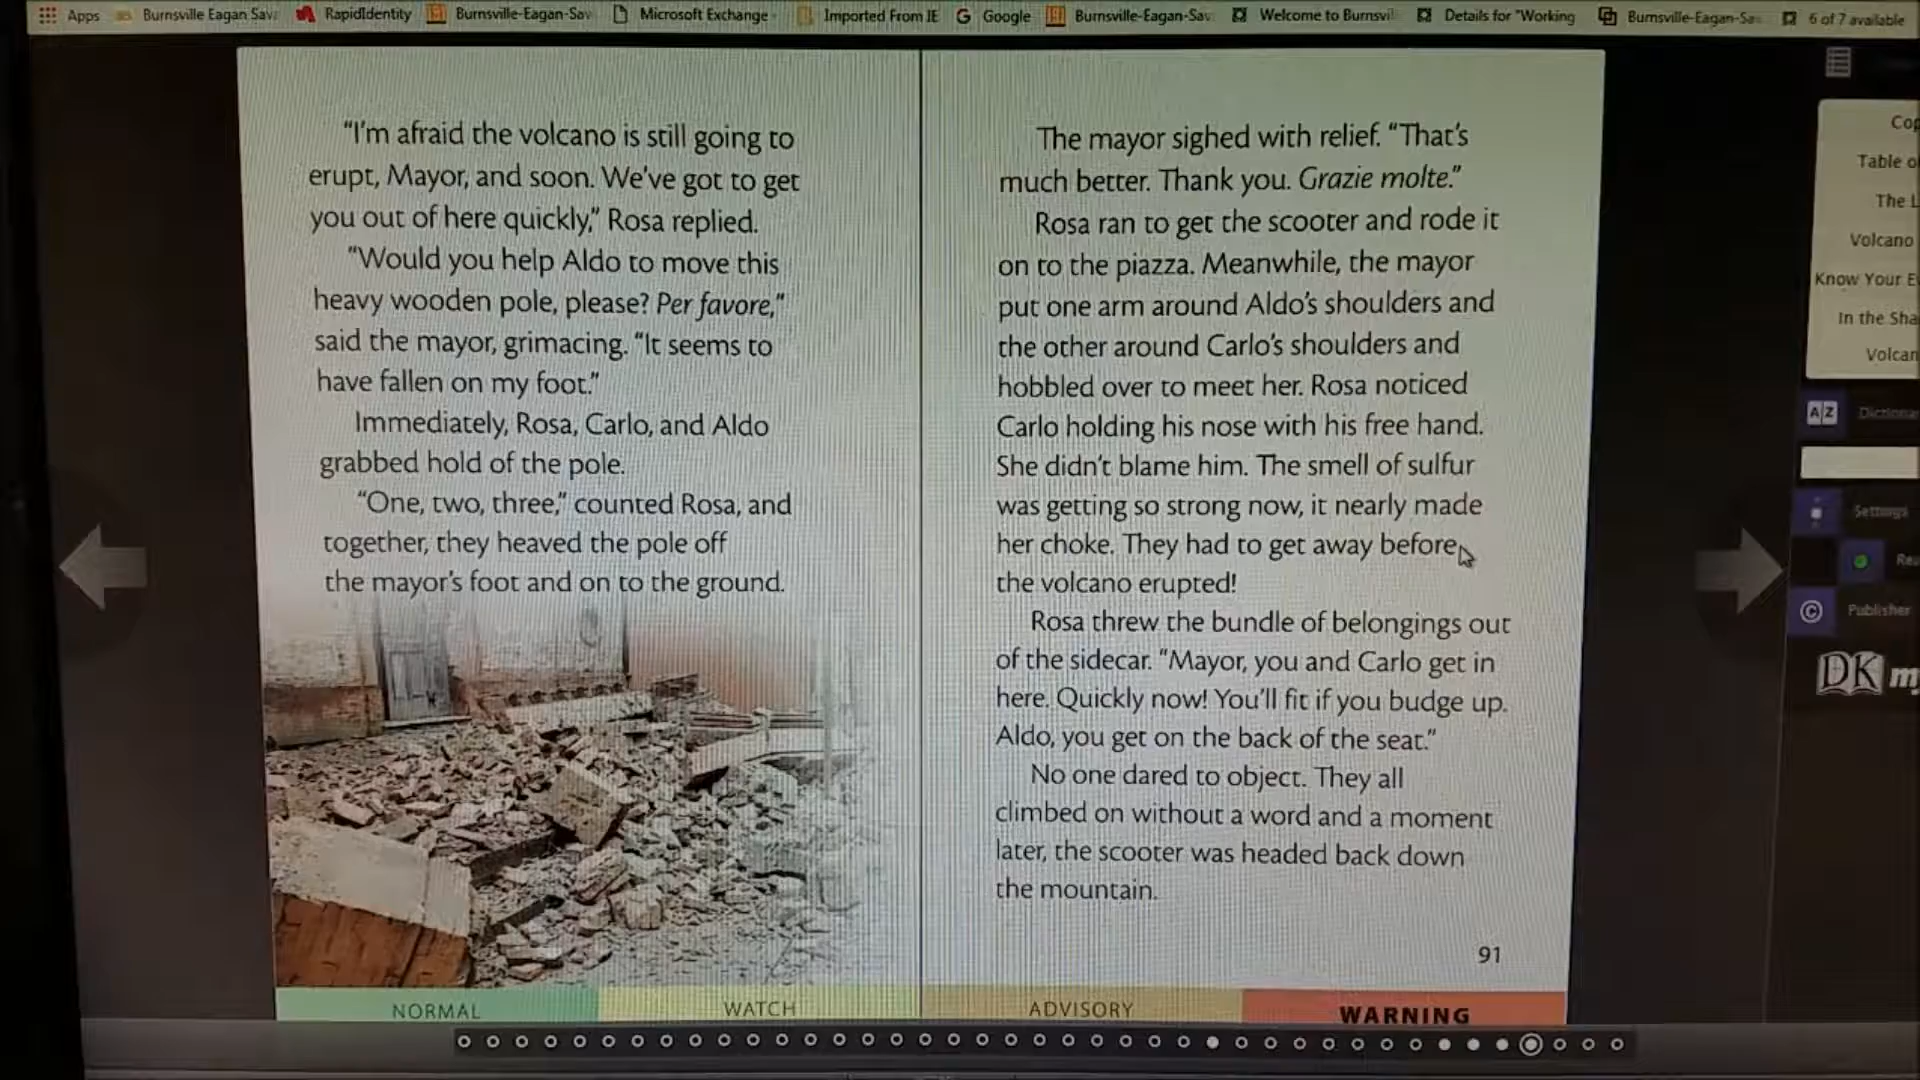 Apps
Burnsville Eagan Sav
RapidIdentity
Burnsville-Eagan-Sav
Microsoft Exchange
Imported From IE
Google
Burnsville-Eagan-Sav
Welcome to Burnsvil
Details for "Working
Burnsville-Eagan-Sa
6 of 7 available
"I'm afraid the volcano is still going to
erupt, Mayor, and soon. We've got to get
you out of here quickly," Rosa replied.
"Would you help Aldo to move this
heavy wooden pole, please? Per favore,"
said the mayor, grimacing. "It seems to
have fallen on my foot."
Immediately, Rosa, Carlo, and Aldo
grabbed hold of the pole.
"One, two, three," counted Rosa, and
together, they heaved the pole off
the mayor's foot and on to the ground.
The mayor sighed with relief. "That's
much better. Thank you. Grazie molte."
Rosa ran to get the scooter and rode it
on to the piazza. Meanwhile, the mayor
put one arm around Aldo's shoulders and
the other around Carlo's shoulders and
hobbled over to meet her. Rosa noticed
Carlo holding his nose with his free hand.
She didn't blame him. The smell of sulfur
was getting so strong now, it nearly made
her choke. They had to get away before
the volcano erupted!
Rosa threw the bundle of belongings out
of the sidecar. "Mayor, you and Carlo get in
here. Quickly now! You'll fit if you budge up.
Aldo, you get on the back of the seat."
No one dared to object. They all
climbed on without a word and a moment
later, the scooter was headed back down
the mountain.
91
NORMAL
WATCH
ADVISORY
WARNING
Cop
Table o
The L
Volcano
Know Your E
In the Sha
Volcan
A|Z
Dictiona
Settings
Rea
© Publisher
DK my